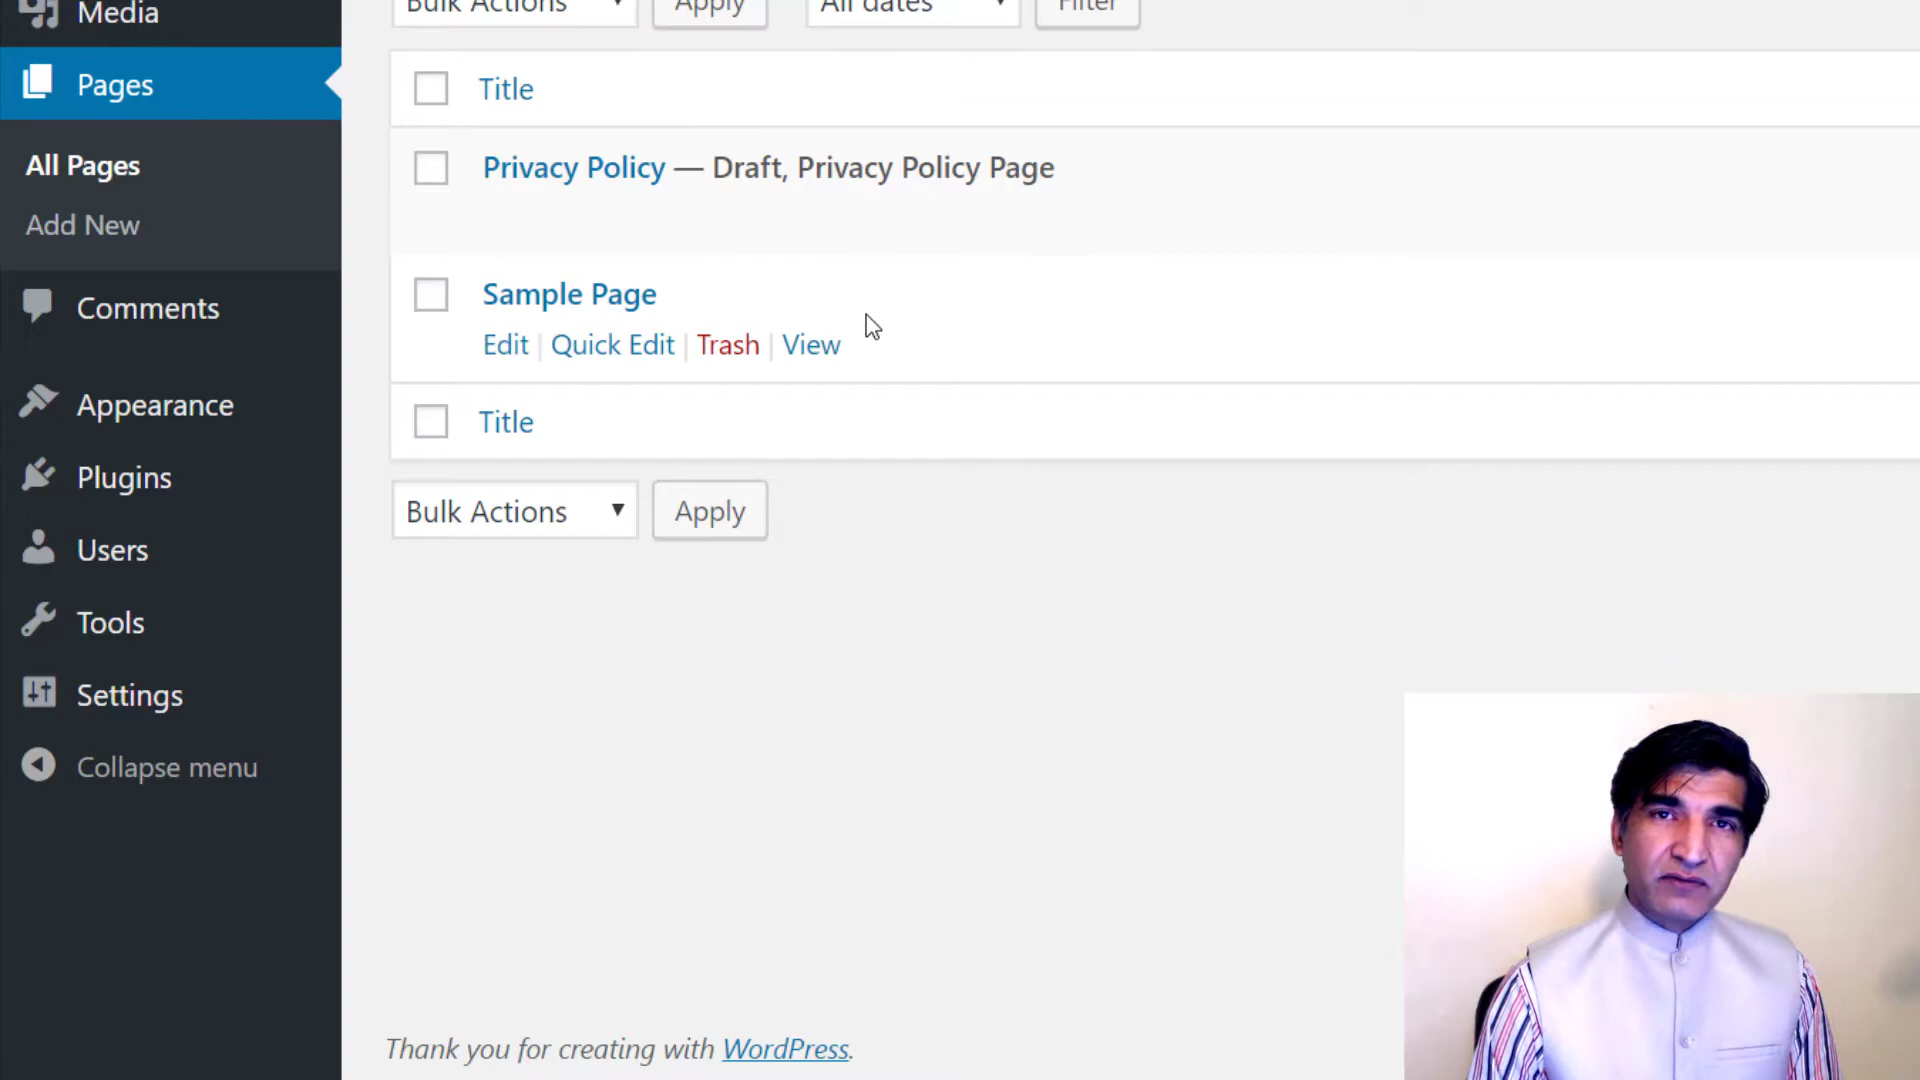 Media
Pages
All Pages
Add New
Comments
Appearance
Plugins
Users
Tools
Settings
Collapse menu
Bulk Actions Apply All dates Filter
Title
Privacy Policy — Draft, Privacy Policy Page
Sample Page
Edit | Quick Edit | Trash | View
Title
Bulk Actions Apply
Thank you for creating with WordPress.